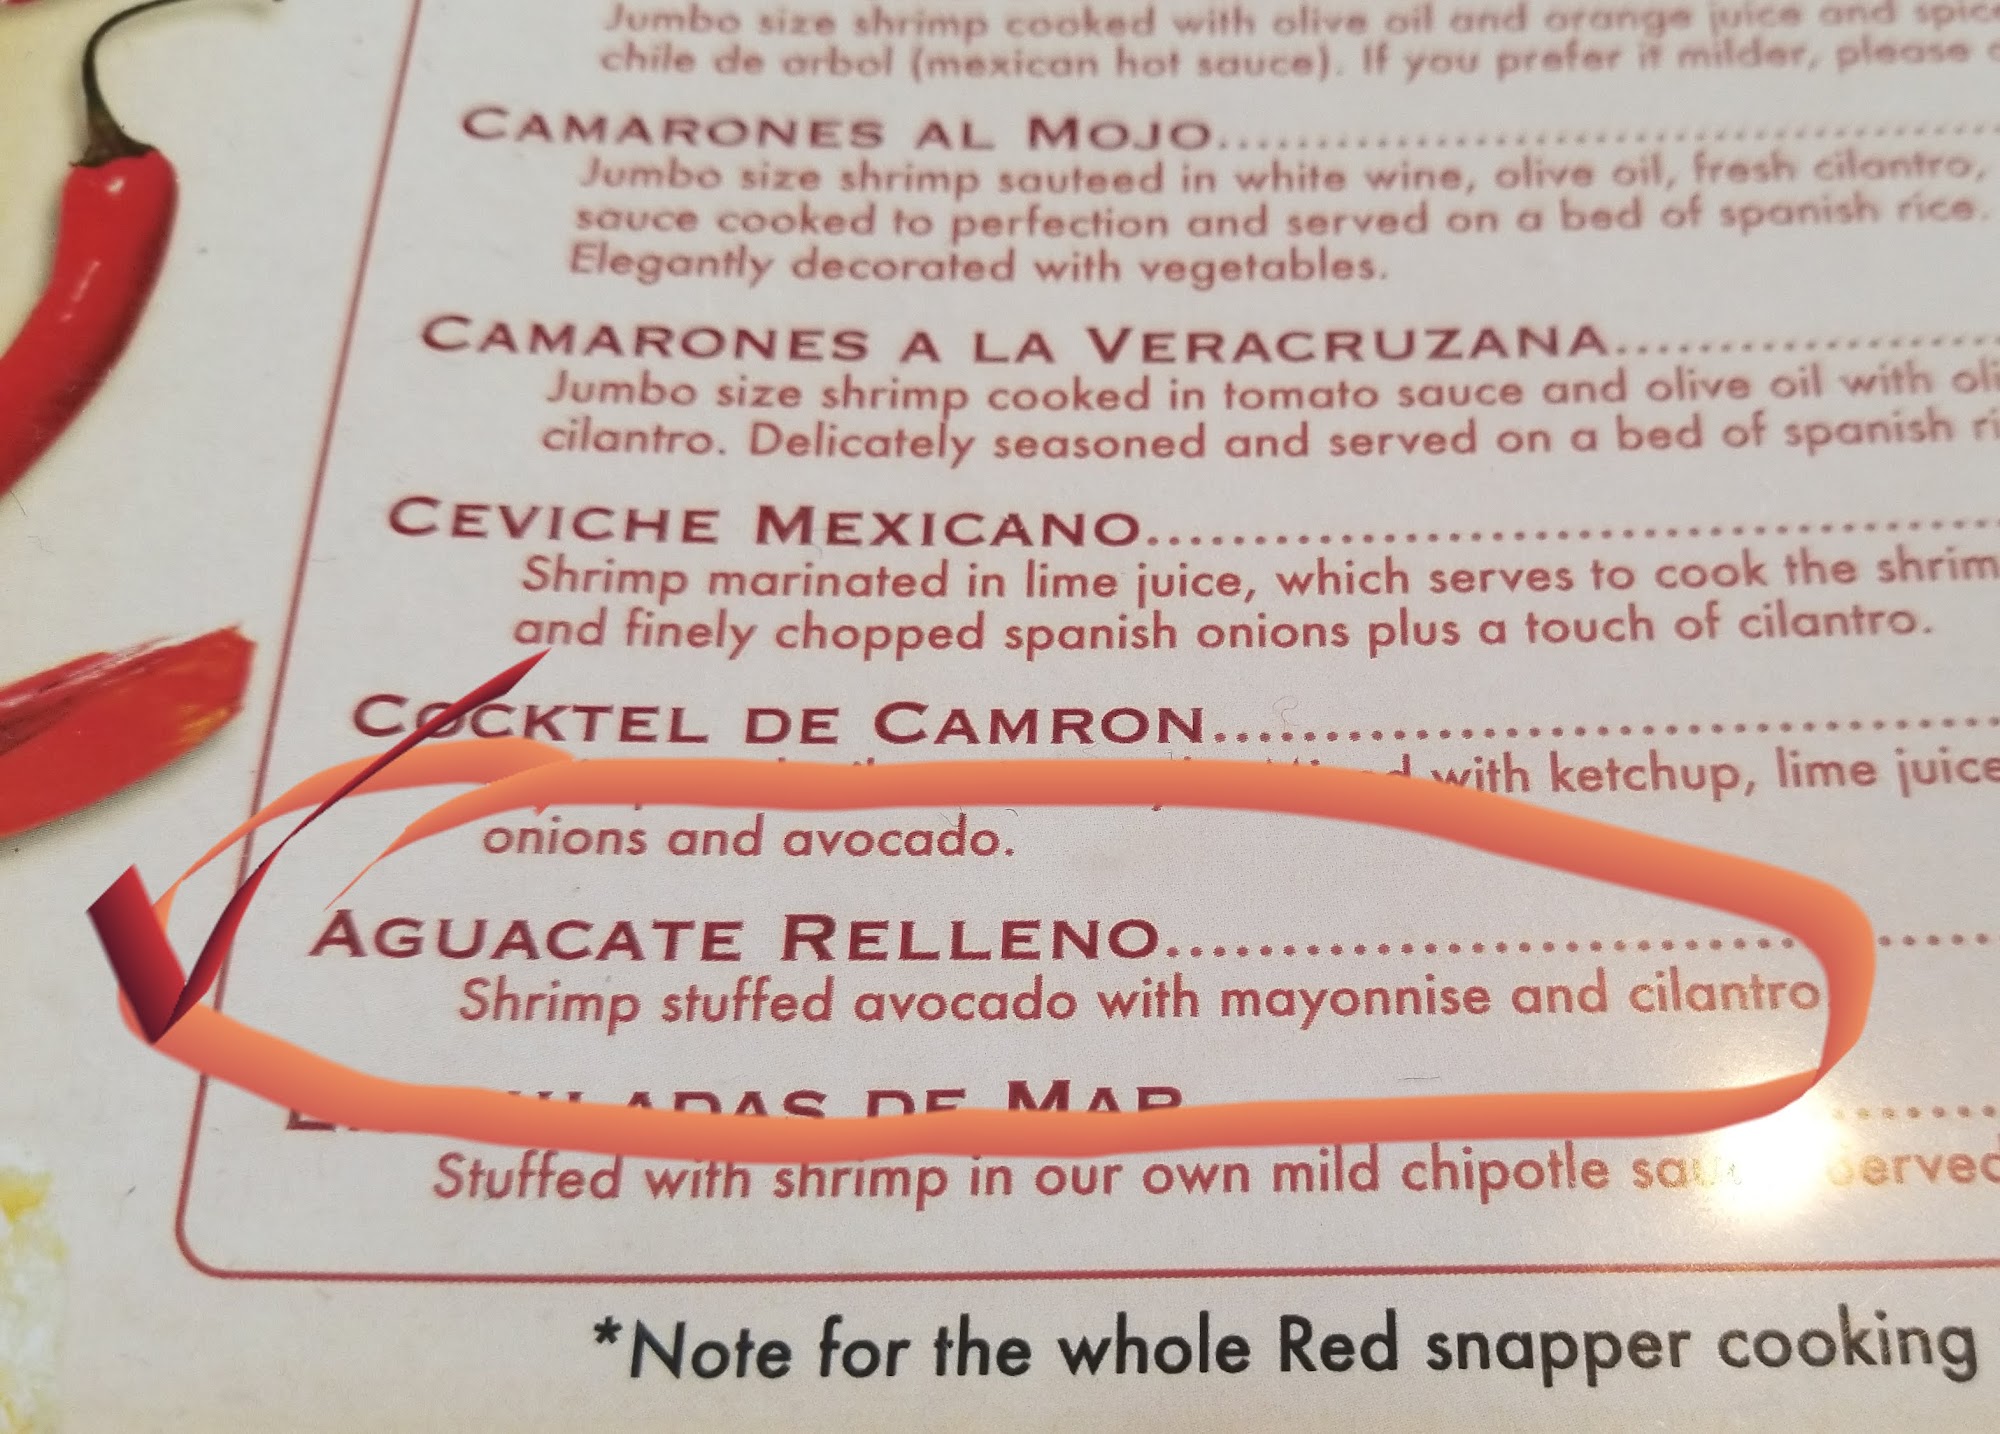 Jumbo size shrimp cooked with olive oil and orange juice and
chile de arbol (mexican hot sauce). If you prefer it milder, please
CAMARONES AL MOJO
Jumbo size shrimp sauteed in white wine, olive oil, fresh cilantro,
sauce cooked to perfection and served on a bed of spanish rice.
Elegantly decorated with vegetables.
CAMARONES A LA VERACRUZANA
Jumbo size shrimp cooked in tomato sauce and olive oil with
cilantro. Delicately seasoned and served on a bed of spanish
CEVICHE MEXICANO
Shrimp marinated in lime juice, which serves to cook the
and finely chopped spanish onions plus a touch of cilantro.
COCKTEL DE CAMRON
with ketchup, lime juice
onions and avocado.
AGUACATE RELLENO
Shrimp stuffed avocado with mayonnise and cilantro
DE MAR
Stuffed with shrimp in our own mild chipotle
*Note for the whole Red snapper cooking